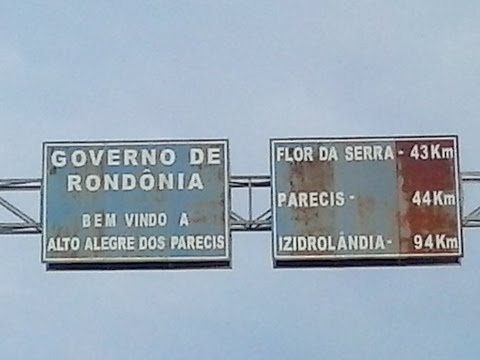 GOVERNO DE
RONDÔNIA
BEM VINDO A
ALTO ALEGRE DOS PARECIS
FLOR DA SERRA - 43Km
PARECIS - 44Km
IZIDROLÂNDIA - 94Km